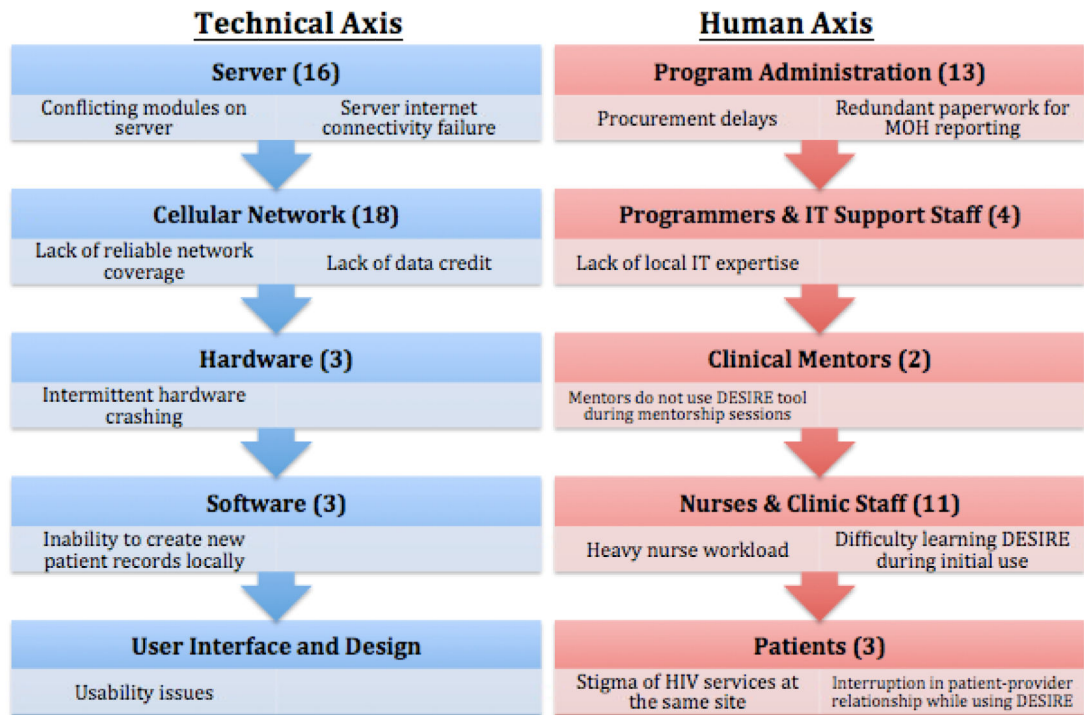 Technical Axis
Server (16)
Conflicting modules on
server
Server internet
connectivity failure
Cellular Network (18)
Lack of reliable network
coverage
Lack of data credit
Hardware (3)
Intermittent hardware
crashing
Software (3)
Inability to create new
patient records locally
User Interface and Design
Usability issues
Human Axis
Program Administration (13)
Procurement delays
Redundant paperwork for
MOH reporting
Programmers & IT Support Staff (4)
Lack of local IT expertise
Clinical Mentors (2)
Mentors do not use DESIRE tool
during mentorship sessions
Nurses & Clinic Staff (11)
Heavy nurse workload
Difficulty learning DESIRE
during initial use
Patients (3)
Stigma of HIV services at
the same site
Interruption in patient-provider
relationship while using DESIRE